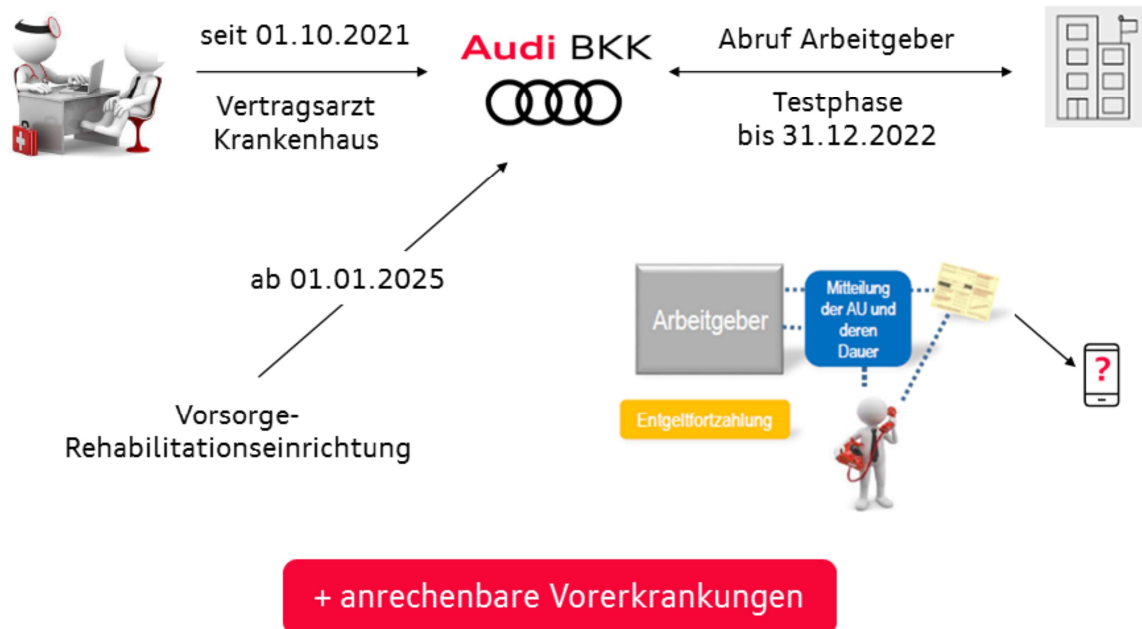 seit 01.10.2021
Vertragsarzt
Krankenhaus
Audi BKK
Abruf Arbeitgeber
Testphase
bis 31.12.2022
ab 01.01.2025
Vorsorge-
Rehabilitationseinrichtung
Arbeitgeber
Mitteilung
der AU und
deren
Dauer
?
Entgeltfortzahlung
+ anrechenbare Vorerkrankungen